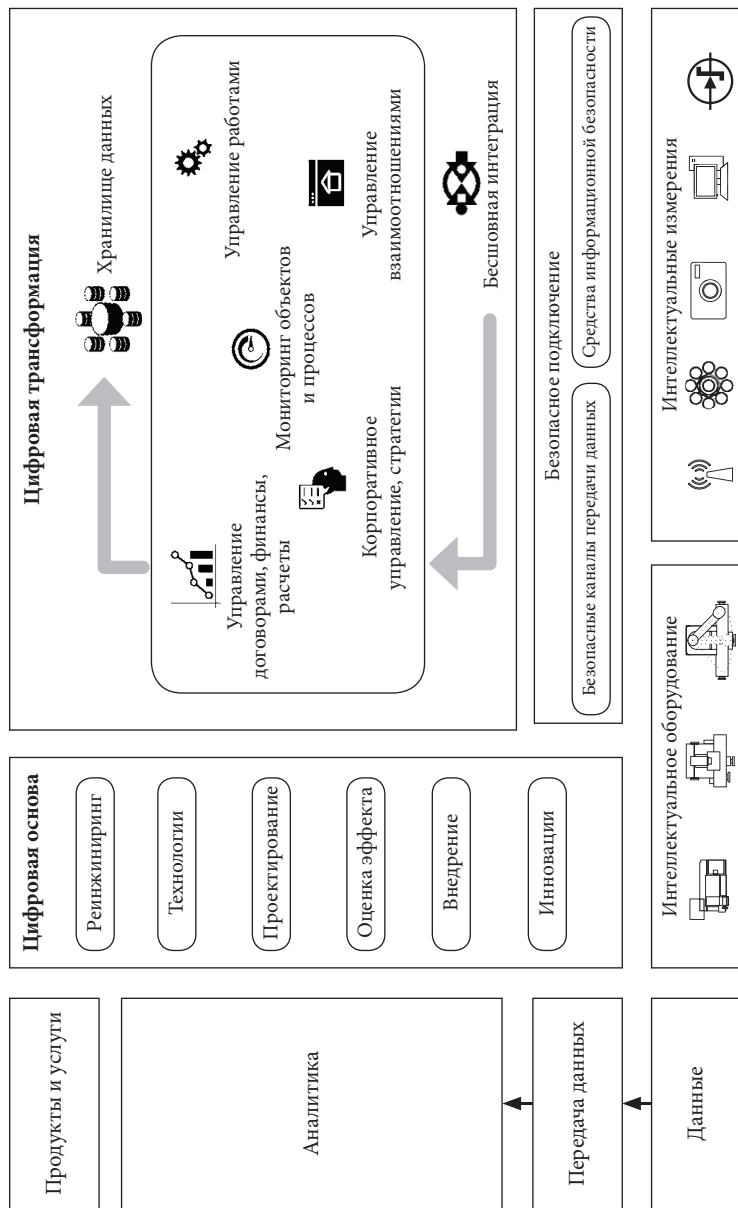 Продукты и услуги
Аналитика
Передача данных
Данные
Цифровая основа
Реинжиниринг
Технологии
Проектирование
Оценка эффекта
Внедрение
Инновации
Цифровая трансформация
Хранилище данных
Управление
договорами, финансы,
расчеты
Мониторинг объектов
и процессов
Управление работами
Корпоративное
управление, стратегии
Управление
взаимоотношениями
Бесшовная интеграция
Безопасное подключение
Безопасные каналы передачи данных
Средства информационной безопасности
Интеллектуальное оборудование
Интеллектуальные измерения